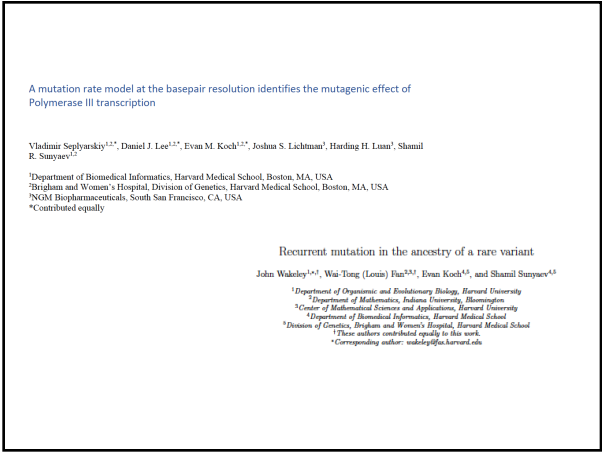 A mutation rate model at the basepair resolution identifies the mutagenic effect of
Polymerase III transcription
Vladimir Seplyarskiy1,2,*, Daniel J. Lee1,2,*, Evan M. Koch1,2,*, Joshua S. Lichtman3, Harding H. Luan3, Shamil
R. Sunyaev1,2
1Department of Biomedical Informatics, Harvard Medical School, Boston, MA, USA
2Brigham and Women's Hospital, Division of Genetics, Harvard Medical School, Boston, MA, USA
3NGM Biopharmaceuticals, South San Francisco, CA, USA
*Contributed equally
Recurrent mutation in the ancestry of a rare variant
John Wakeley1,*,†, Wai-Tong (Louis) Fan2,3,†, Evan Koch4,5, and Shamil Sunyaev4,5
1Department of Organismic and Evolutionary Biology, Harvard University
2Department of Mathematics, Indiana University, Bloomington
3Center of Mathematical Sciences and Applications, Harvard University
4Department of Biomedical Informatics, Harvard Medical School
5Division of Genetics, Brigham and Women's Hospital, Harvard Medical School
†These authors contributed equally to this work.
*Corresponding author: wakeley@fas.harvard.edu